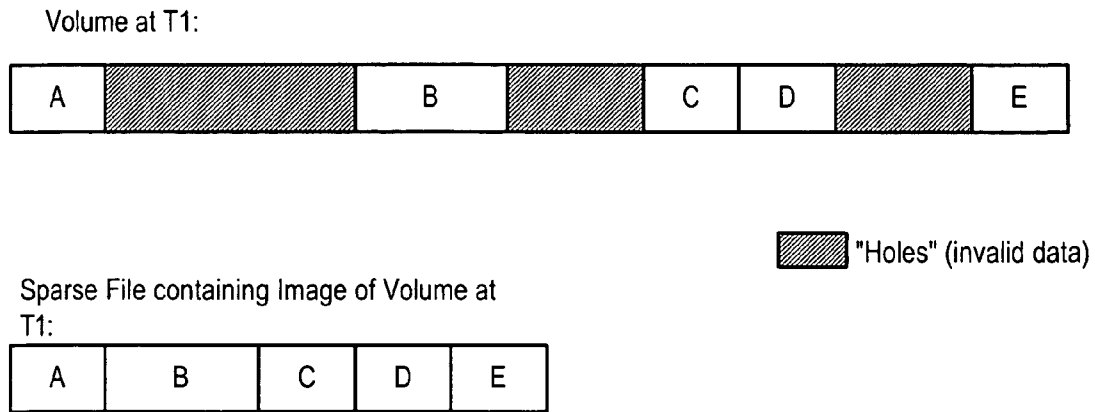 Volume at T1:
A B C D E
"Holes" (invalid data)
Sparse File containing Image of Volume at
T1:
A B C D E